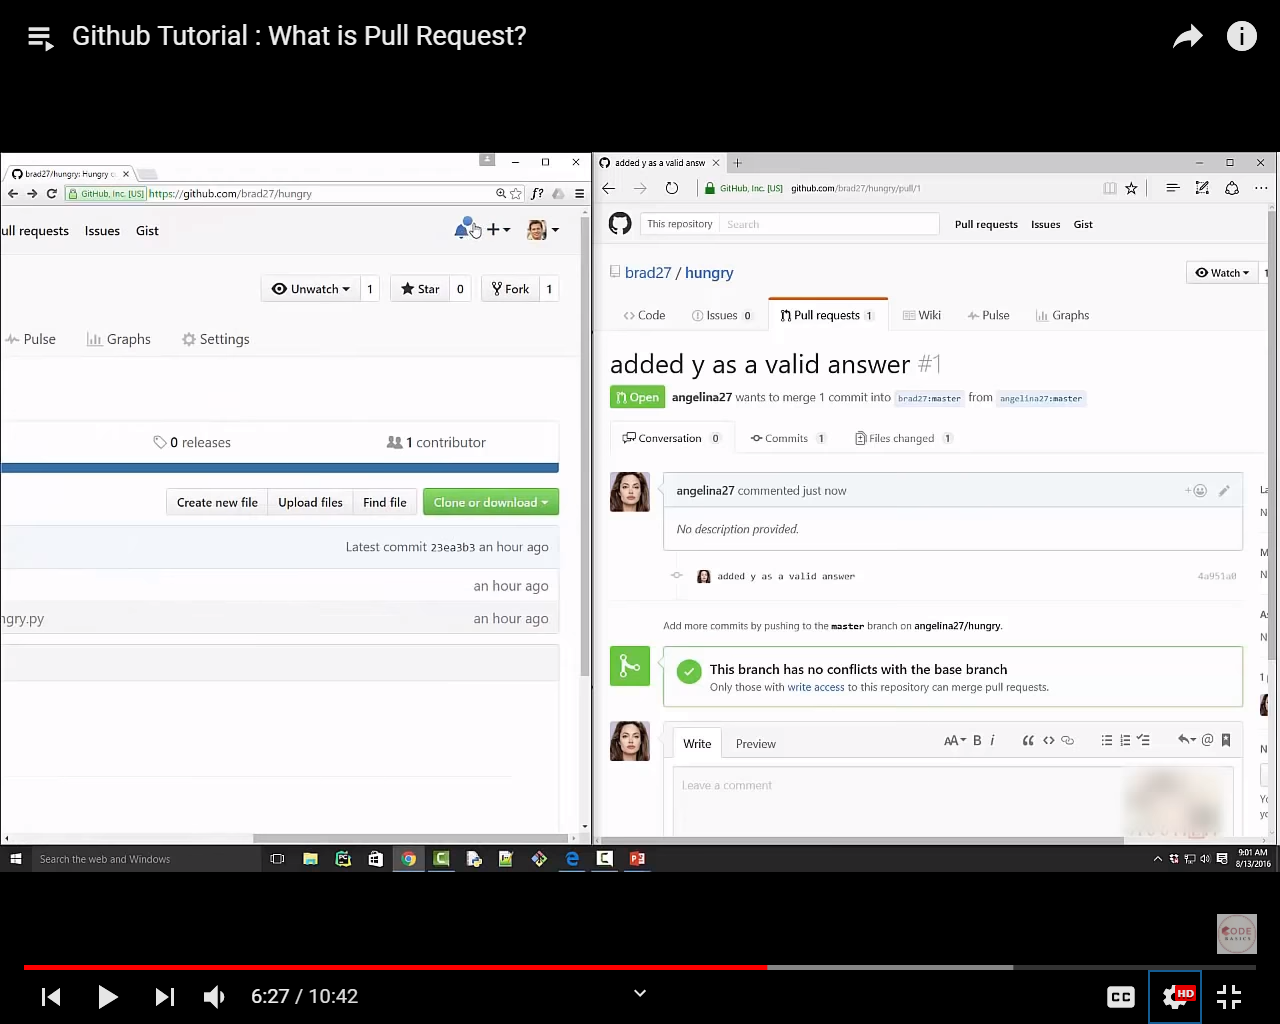 Github Tutorial : What is Pull Request?
brad27/hungry: Hungry
GitHub, Inc. [US] https://github.com/brad27/hungry
f?
ull requests Issues Gist
Unwatch 1 Star 0 Fork 1
Pulse Graphs Settings
0 releases 1 contributor
Create new file Upload files Find file Clone or download
Latest commit 23ea3b3 an hour ago
an hour ago
ngry.py an hour ago
added y as a valid answ
GitHub, Inc. [US] github.com/brad27/hungry/pull/1
This repository Search Pull requests Issues Gist
brad27 / hungry Watch 1
Code Issues 0 Pull requests 1 Wiki Pulse Graphs
added y as a valid answer #1
Open angelina27 wants to merge 1 commit into brad27:master from angelina27:master
Conversation 0 Commits 1 Files changed 1
angelina27 commented just now
No description provided.
added y as a valid answer 4a951a0
Add more commits by pushing to the master branch on angelina27/hungry.
This branch has no conflicts with the base branch
Only those with write access to this repository can merge pull requests.
Write Preview AA B i @
Leave a comment
Search the web and Windows
9:01 AM
8/13/2016
CODE
BASICS
6:27 / 10:42
CC HD